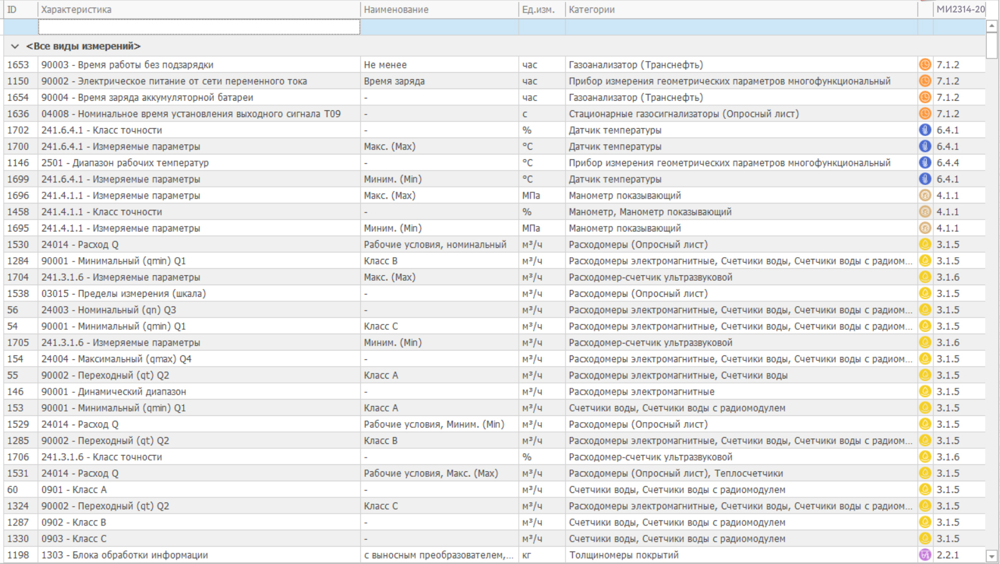 ID Характеристика Наименование Ед.изм. Категории МИ2314-20
<Все виды измерений>
1653 90003 - Время работы без подзарядки Не менее час Газоанализатор (Транснефть) 7.1.2
1150 90002 - Электрическое питание от сети переменного тока Время заряда час Прибор измерения геометрических параметров многофункциональный 7.1.2
1654 90004 - Время заряда аккумуляторной батареи - час Газоанализатор (Транснефть) 7.1.2
1636 04008 - Номинальное время установления выходного сигнала T09 - с Стационарные газосигнализаторы (Опросный лист) 7.1.2
1702 241.6.4.1 - Класс точности - % Датчик температуры 6.4.1
1700 241.6.4.1 - Измеряемые параметры Макс. (Max) °C Датчик температуры 6.4.1
1146 2501 - Диапазон рабочих температур - °C Прибор измерения геометрических параметров многофункциональный 6.4.4
1699 241.6.4.1 - Измеряемые параметры Миним. (Min) °C Датчик температуры 6.4.1
1696 241.4.1.1 - Измеряемые параметры Макс. (Max) МПа Манометр показывающий 4.1.1
1458 241.4.1.1 - Класс точности - % Манометр, Манометр показывающий 4.1.1
1695 241.4.1.1 - Измеряемые параметры Миним. (Min) МПа Манометр показывающий 4.1.1
1530 24014 - Расход Q Рабочие условия, номинальный м³/ч Расходомеры (Опросный лист) 3.1.5
1284 90001 - Минимальный (qmin) Q1 Класс B м³/ч Расходомеры электромагнитные, Счетчики воды, Счетчики воды с радиом... 3.1.5
1704 241.3.1.6 - Измеряемые параметры Макс. (Max) м³/ч Расходомер-счетчик ультразвуковой 3.1.6
1538 03015 - Пределы измерения (шкала) - м³/ч Расходомеры (Опросный лист) 3.1.5
56 24003 - Номинальный (qn) Q3 - м³/ч Расходомеры электромагнитные, Счетчики воды, Счетчики воды с радиом... 3.1.5
54 90001 - Минимальный (qmin) Q1 Класс C м³/ч Расходомеры электромагнитные, Счетчики воды, Счетчики воды с радиом... 3.1.5
1705 241.3.1.6 - Измеряемые параметры Миним. (Min) м³/ч Расходомер-счетчик ультразвуковой 3.1.6
154 24004 - Максимальный (qmax) Q4 - м³/ч Расходомеры электромагнитные, Счетчики воды, Счетчики воды с радиом... 3.1.5
55 90002 - Переходный (qt) Q2 Класс A м³/ч Расходомеры электромагнитные, Счетчики воды 3.1.5
146 90001 - Динамический диапазон - м³/ч Расходомеры электромагнитные 3.1.5
153 90001 - Минимальный (qmin) Q1 Класс A м³/ч Счетчики воды, Счетчики воды с радиомодулем 3.1.5
1529 24014 - Расход Q Рабочие условия, Миним. (Min) м³/ч Расходомеры (Опросный лист) 3.1.5
1285 90002 - Переходный (qt) Q2 Класс B м³/ч Расходомеры электромагнитные, Счетчики воды, Счетчики воды с радиом... 3.1.5
1706 241.3.1.6 - Класс точности - % Расходомер-счетчик ультразвуковой 3.1.6
1531 24014 - Расход Q Рабочие условия, Макс. (Max) м³/ч Расходомеры (Опросный лист), Теплосчетчики 3.1.5
60 0901 - Класс A - м³/ч Счетчики воды, Счетчики воды с радиомодулем 3.1.5
1324 90002 - Переходный (qt) Q2 Класс C м³/ч Расходомеры электромагнитные, Счетчики воды, Счетчики воды с радиом... 3.1.5
1287 0902 - Класс B - м³/ч Счетчики воды, Счетчики воды с радиомодулем 3.1.5
1330 0903 - Класс C - м³/ч Счетчики воды, Счетчики воды с радиомодулем 3.1.5
1198 1303 - Блока обработки информации с выносным преобразователем,... кг Толщиномеры покрытий 2.2.1